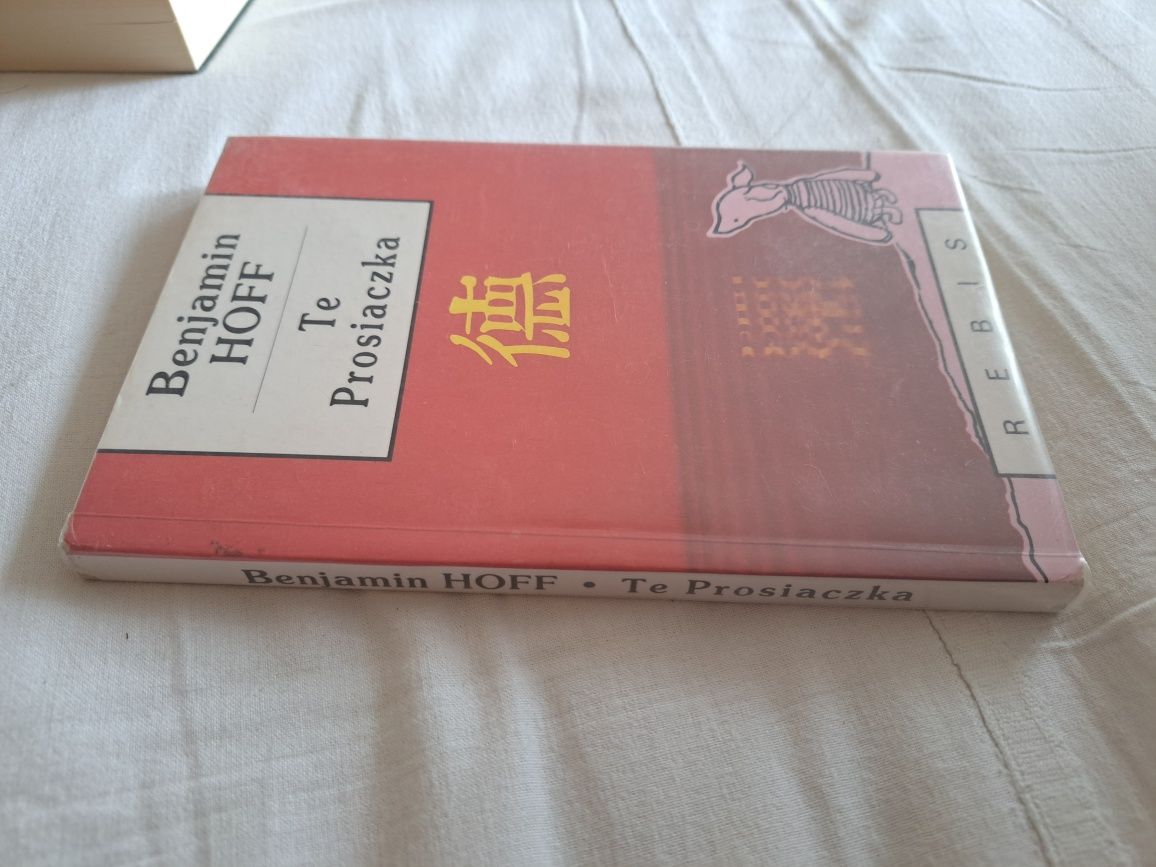 Benjamin
HOFF
Te
Prosiaczka
德
REBIS
Benjamin HOFF • Te Prosiaczka